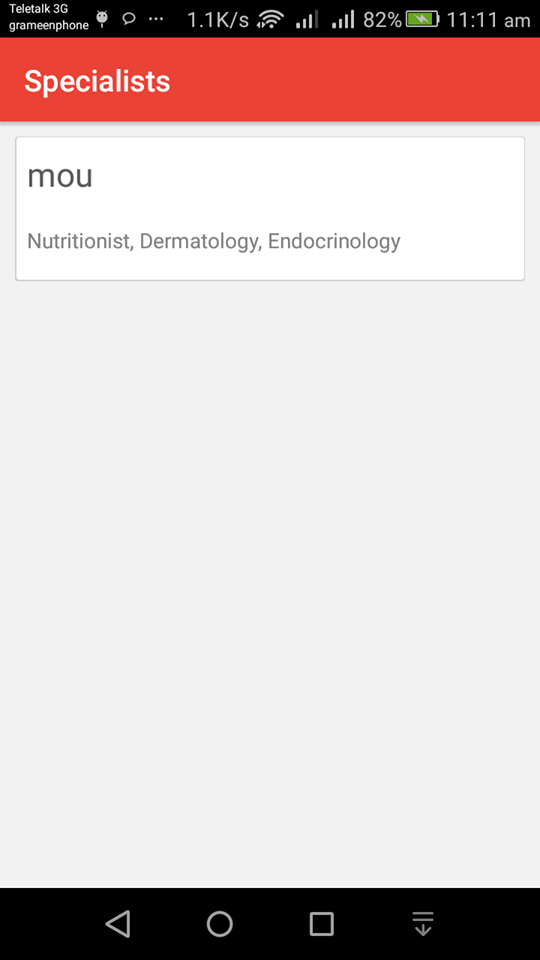 Teletalk 3G
grameenphone
1.1K/s 82% 11:11 am
Specialists
mou
Nutritionist, Dermatology, Endocrinology